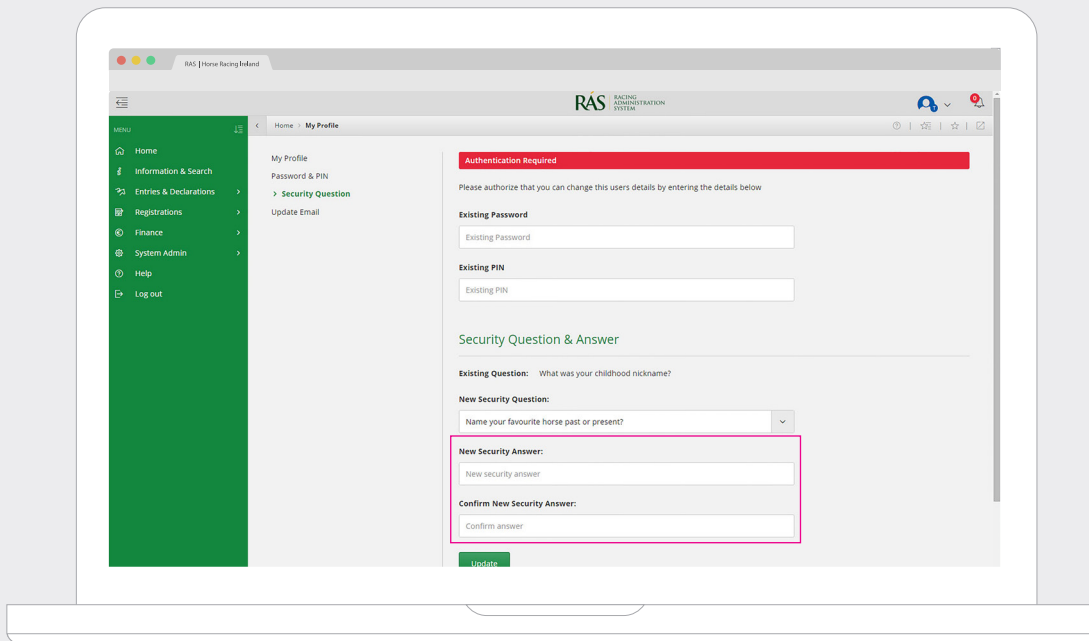 RAS | Horse Racing Ireland
RÁS RACING ADMINISTRATION SYSTEM
0
MENU
Home > My Profile
Home
Information & Search
Entries & Declarations
Registrations
Finance
System Admin
Help
Log out
My Profile
Password & PIN
> Security Question
Update Email
Authentication Required
Please authorize that you can change this users details by entering the details below
Existing Password
Existing Password
Existing PIN
Existing PIN
Security Question & Answer
Existing Question: What was your childhood nickname?
New Security Question:
Name your favourite horse past or present?
New Security Answer:
New security answer
Confirm New Security Answer:
Confirm answer
Update